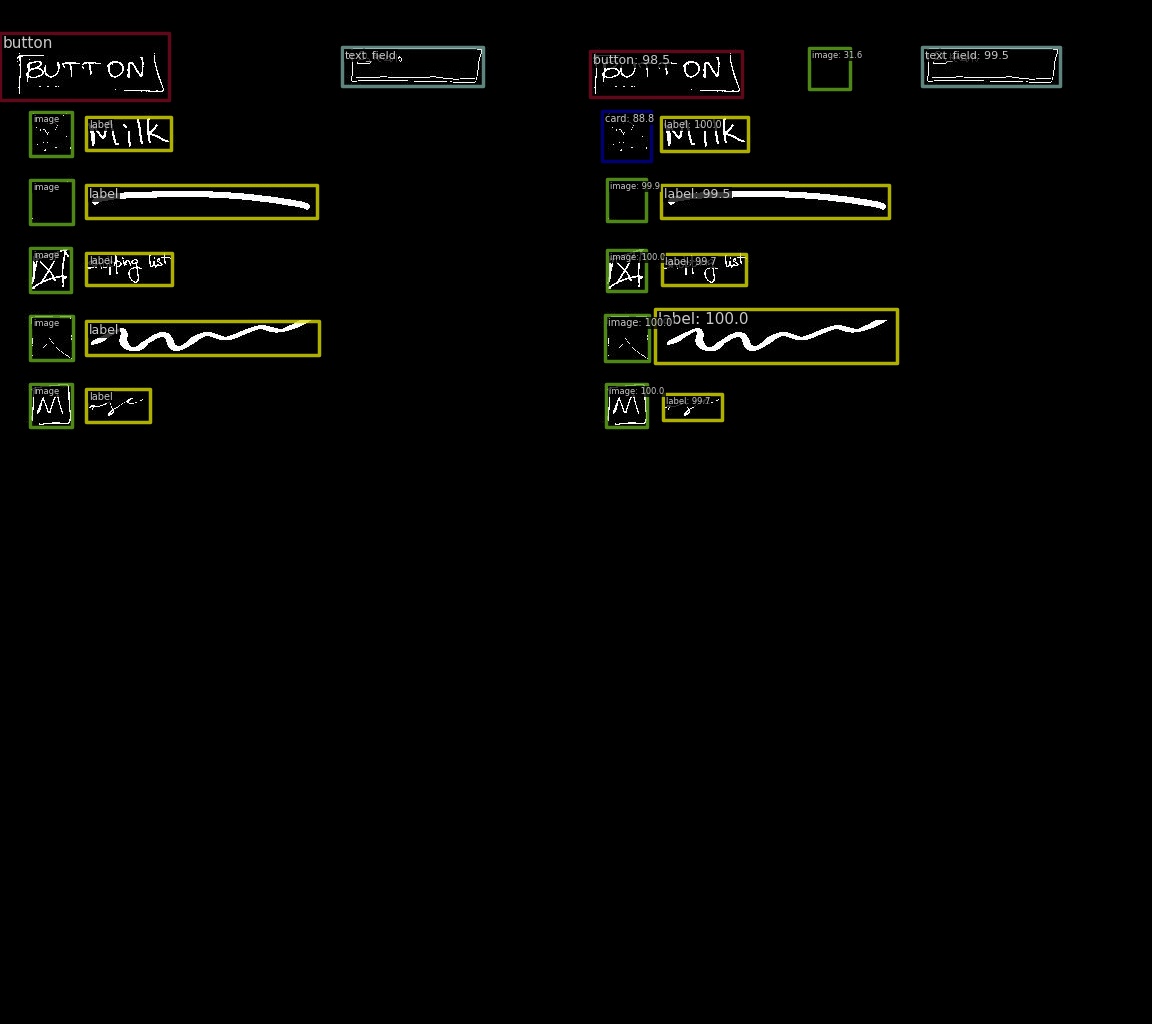 button button: 98.5 image: 31.6
BUTTON text_field BUTTON text_field: 99.5
image label card: 88.8 label: 100.0
Milk Milk
image label image: 99.9 label: 99.5
image label image: 100.0 label: 99.7
list list
image label image: 100.0 label: 100.0
image label image: 100.0 label: 99.7
M M